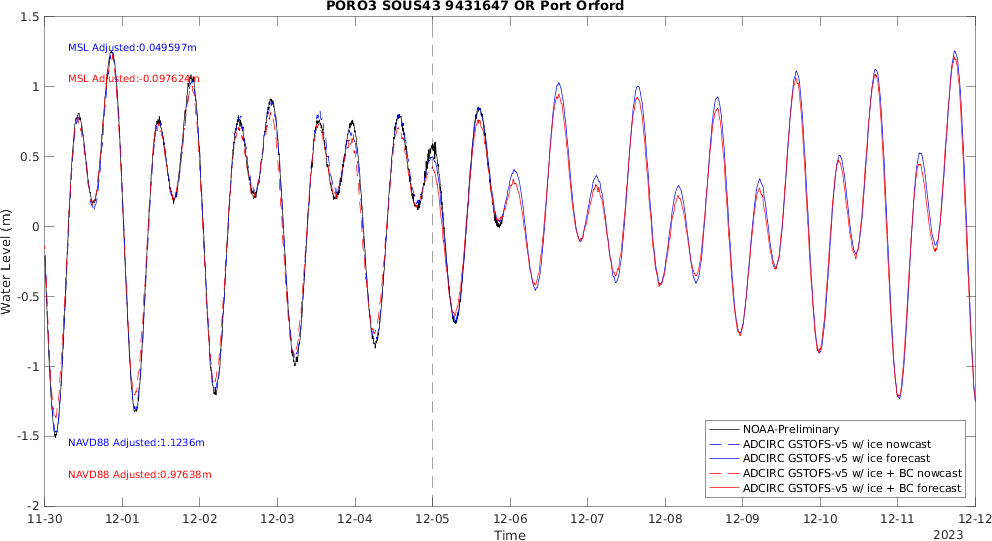 PORO3 SOUS43 9431647 OR Port Orford
MSL Adjusted:0.049597m
MSL Adjusted:-0.097624m
NAVD88 Adjusted:1.1236m
NAVD88 Adjusted:0.97638m
Water Level (m)
1.5
1
0.5
0
-0.5
-1
-1.5
-2
NOAA-Preliminary
ADCIRC GSTOFS-v5 w/ ice nowcast
ADCIRC GSTOFS-v5 w/ ice forecast
ADCIRC GSTOFS-v5 w/ ice + BC nowcast
ADCIRC GSTOFS-v5 w/ ice + BC forecast
11-30 12-01 12-02 12-03 12-04 12-05 12-06 12-07 12-08 12-09 12-10 12-11 12-12
Time
2023